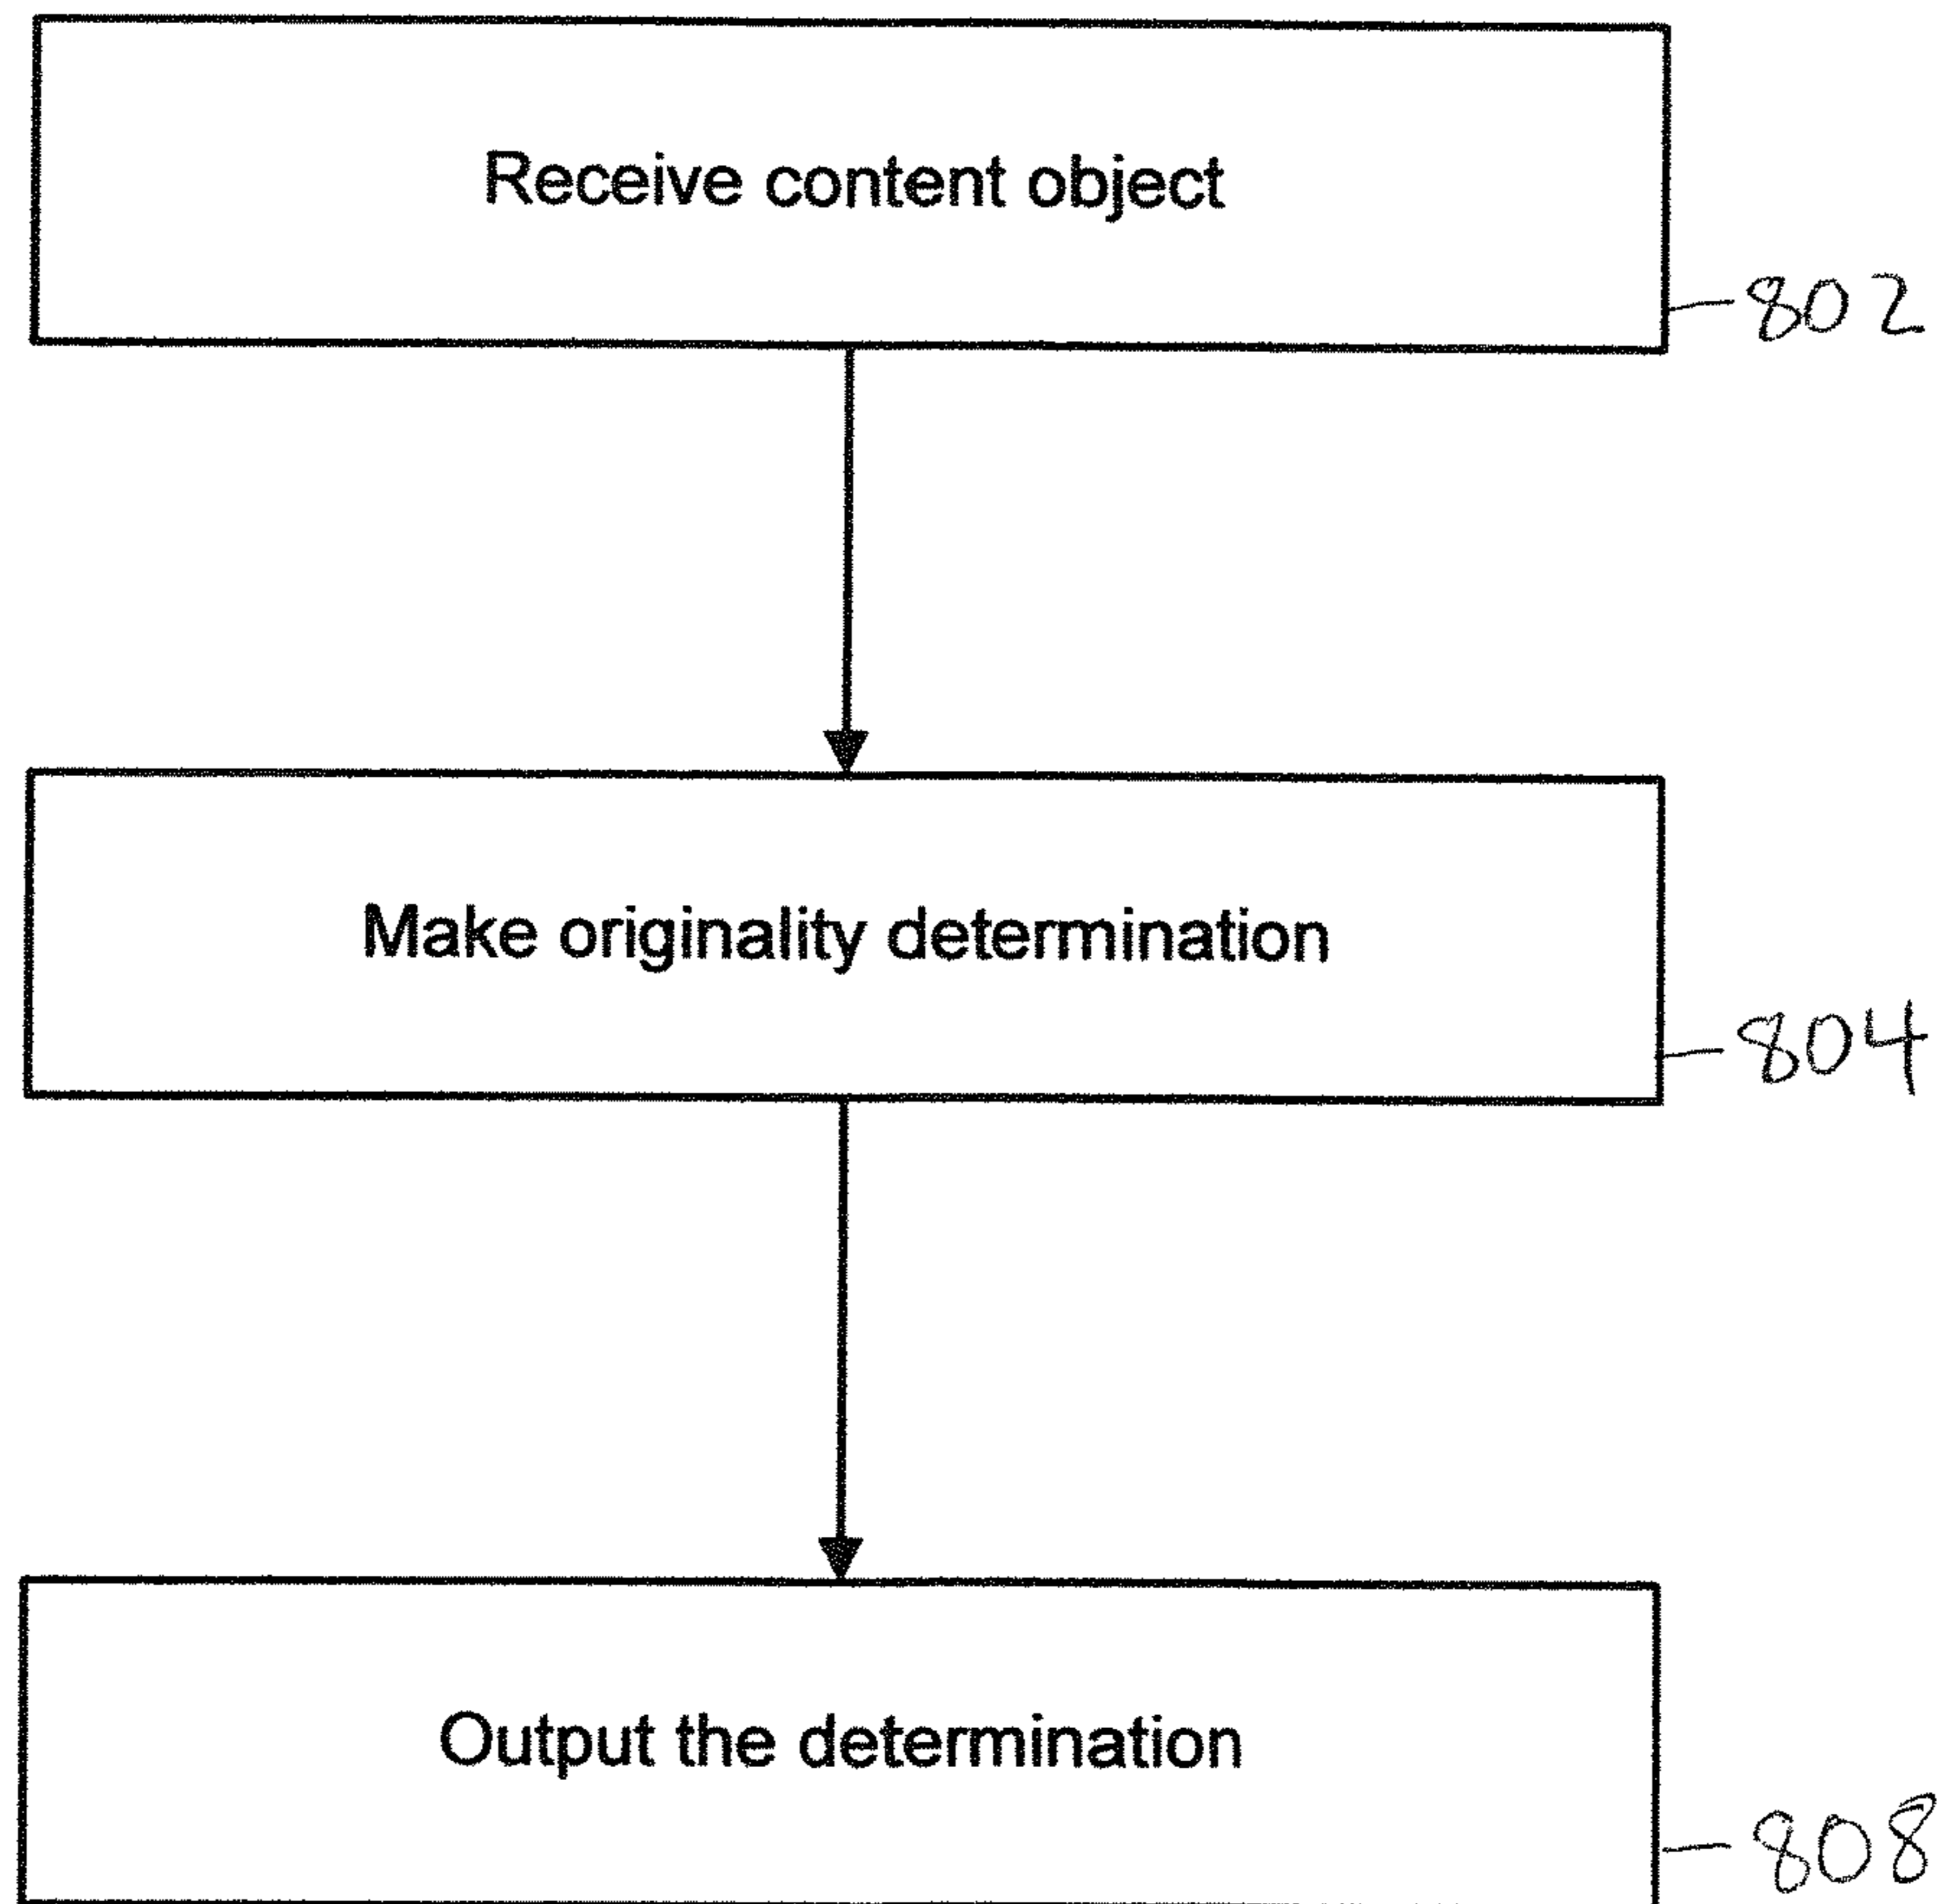 Receive content object
802
Make originality determination
804
Output the determination
808